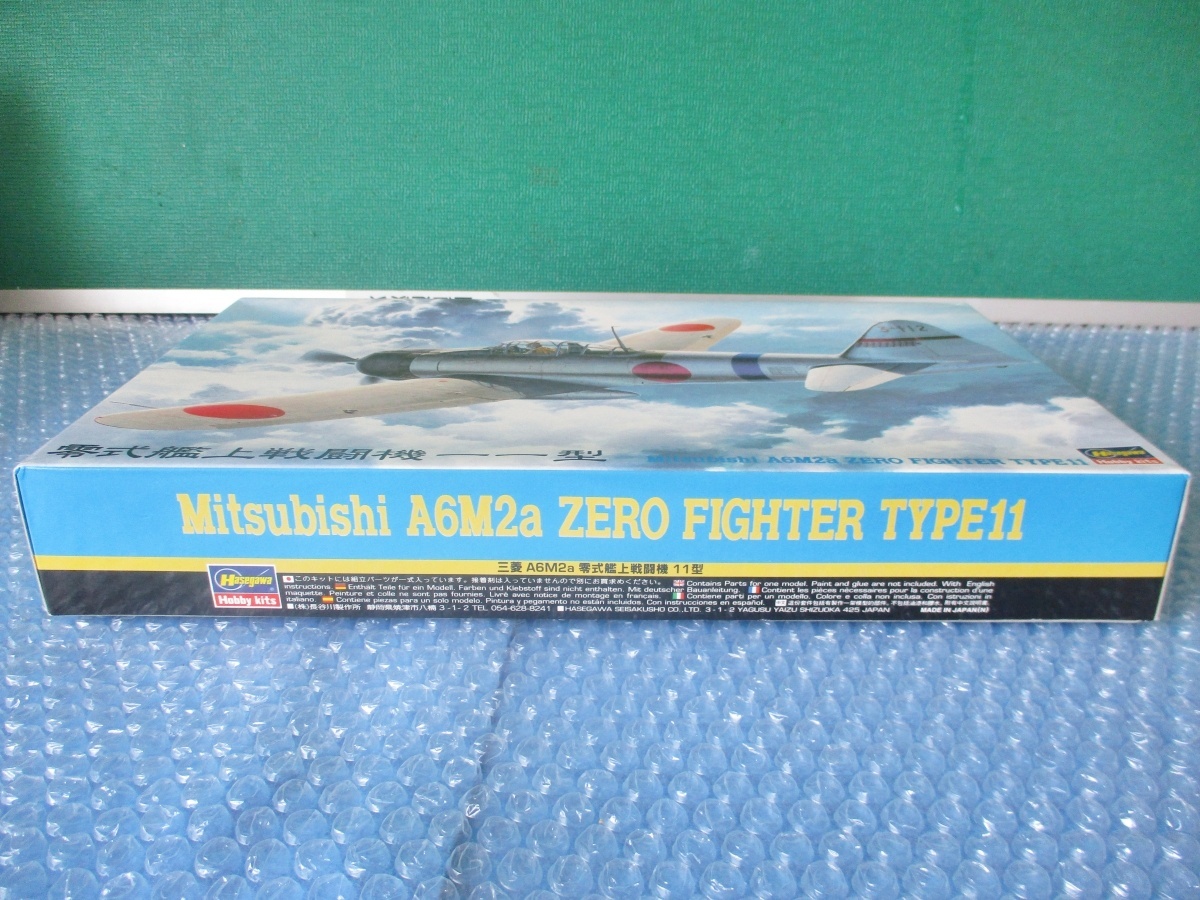 3-112
零式艦上戦闘機一一型
Mitsubishi A6M2a ZERO FIGHTER TYPE11
Hasegawa
Hobby kits
Mitsubishi A6M2a ZERO FIGHTER TYPE11
三菱 A6M2a 零式艦上戦闘機 11型
Hasegawa
Hobby kits
このキットには組立パーツが一式入っています。接着剤は入っていませんので別にお買求めください。 Contains Parts for one model. Paint and glue are not included. With English
instructions. Enthält Teile für ein Modell. Farben und Klebstoff sind nicht enthalten. Mit deutscher Bauanleitung. Contient les pièces nécessaires pour la construction d'une
maquette. Peinture et colle ne sont pas fournies. Livré avec notice de montage en français. Contiene parti per un modello. Colore e colla non inclusa. Con istruzioni in
italiano. Contiene piezas para un solo modelo. Pintura y pegamento no están incluidos. Con instrucciones en español.
■(株)長谷川製作所 静岡県焼津市八楠 3-1-2 TEL 054-628-8241 ■HASEGAWA SEISAKUSHO CO.,LTD. 3-1-2 YAGUSU YAIZU SHIZUOKA 425 JAPAN MADE IN JAPAN(N)